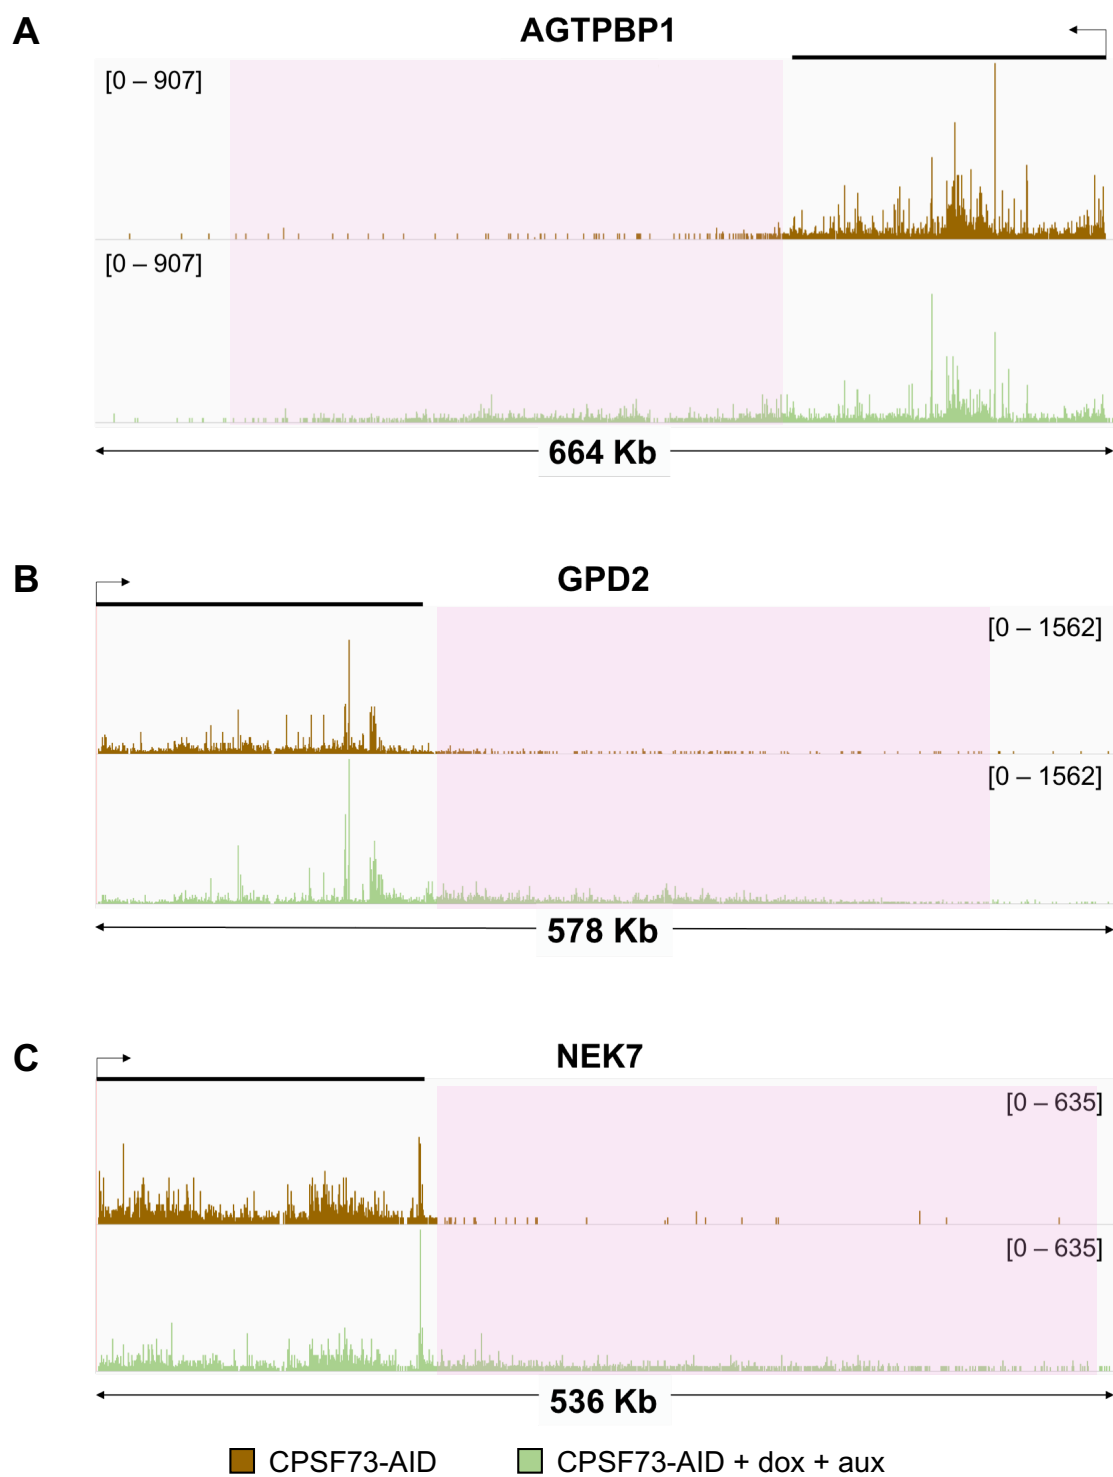 A
AGTPBP1
[0 – 907]
[0 – 907]
664 Kb
B
GPD2
[0 – 1562]
[0 – 1562]
578 Kb
C
NEK7
[0 – 635]
[0 – 635]
536 Kb
CPSF73-AID
CPSF73-AID + dox + aux